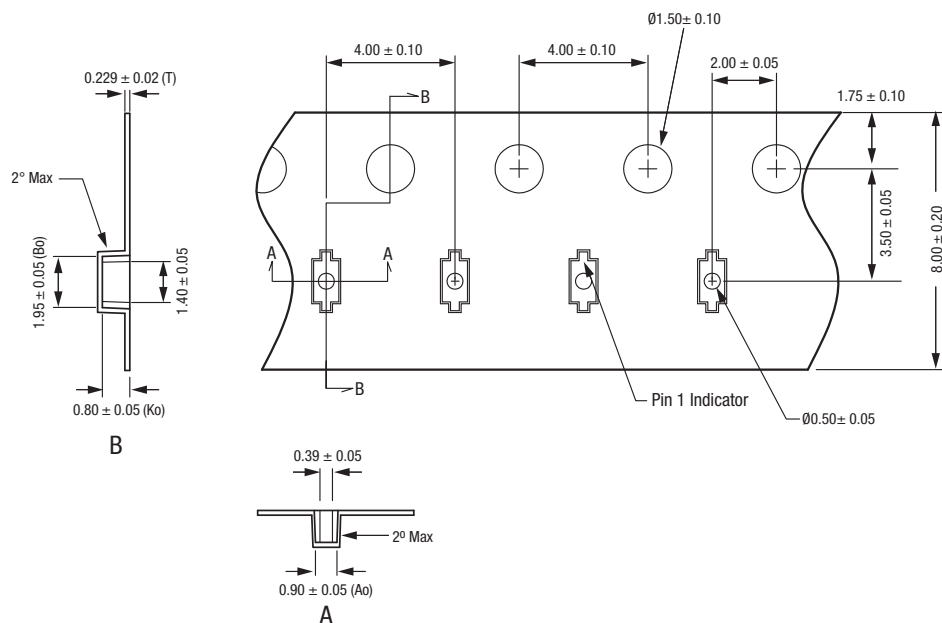 Ø1.50± 0.10
4.00 ± 0.10
4.00 ± 0.10
2.00 ± 0.05
0.229 ± 0.02 (T)
1.75 ± 0.10
B
2° Max
1.95 ± 0.05 (Bo)
1.40 ± 0.05
A
A
3.50 ± 0.05
8.00 ± 0.20
B
Pin 1 Indicator
0.80 ± 0.05 (Ko)
Ø0.50± 0.05
B
0.39 ± 0.05
2º Max
0.90 ± 0.05 (Ao)
A